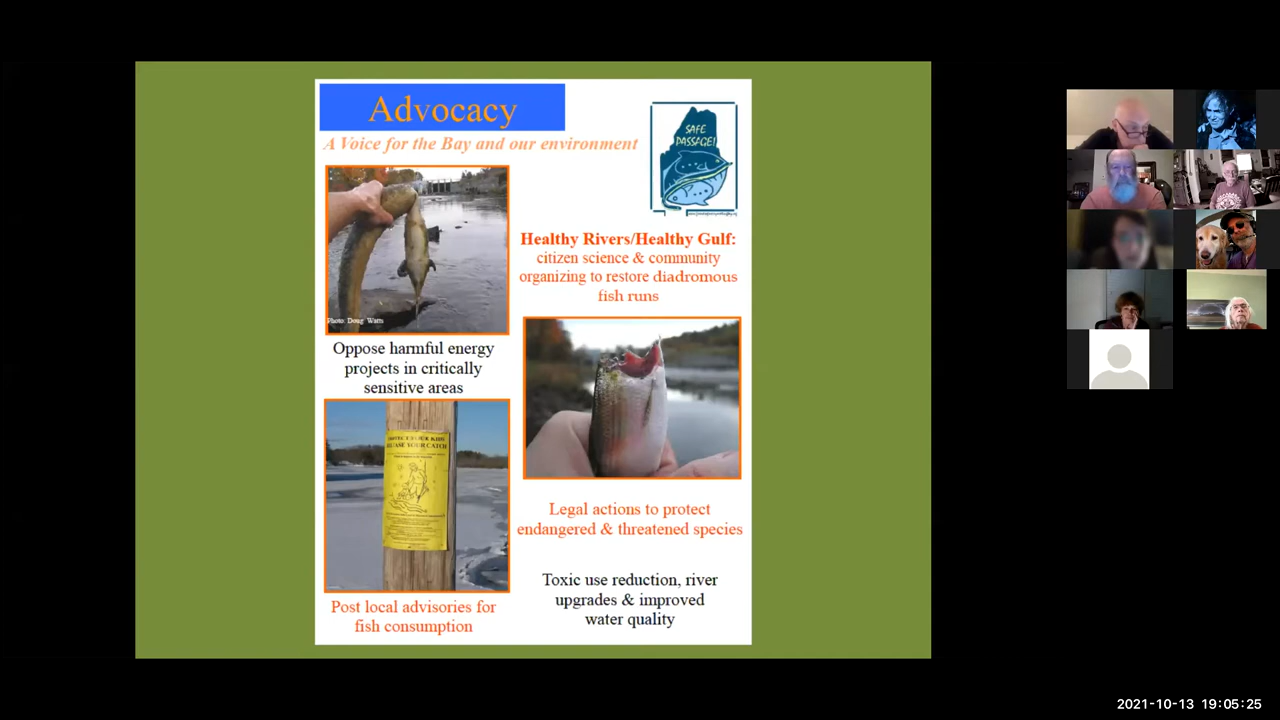 Advocacy
A Voice for the Bay and our environment
SAFE
PASSAGE!
Photo: Doug Watts
Healthy Rivers/Healthy Gulf:
citizen science & community
organizing to restore diadromous
fish runs
Oppose harmful energy
projects in critically
sensitive areas
RELEASE YOUR CATCH
Legal actions to protect
endangered & threatened species
Post local advisories for
fish consumption
Toxic use reduction, river
upgrades & improved
water quality
2021-10-13 19:05:25